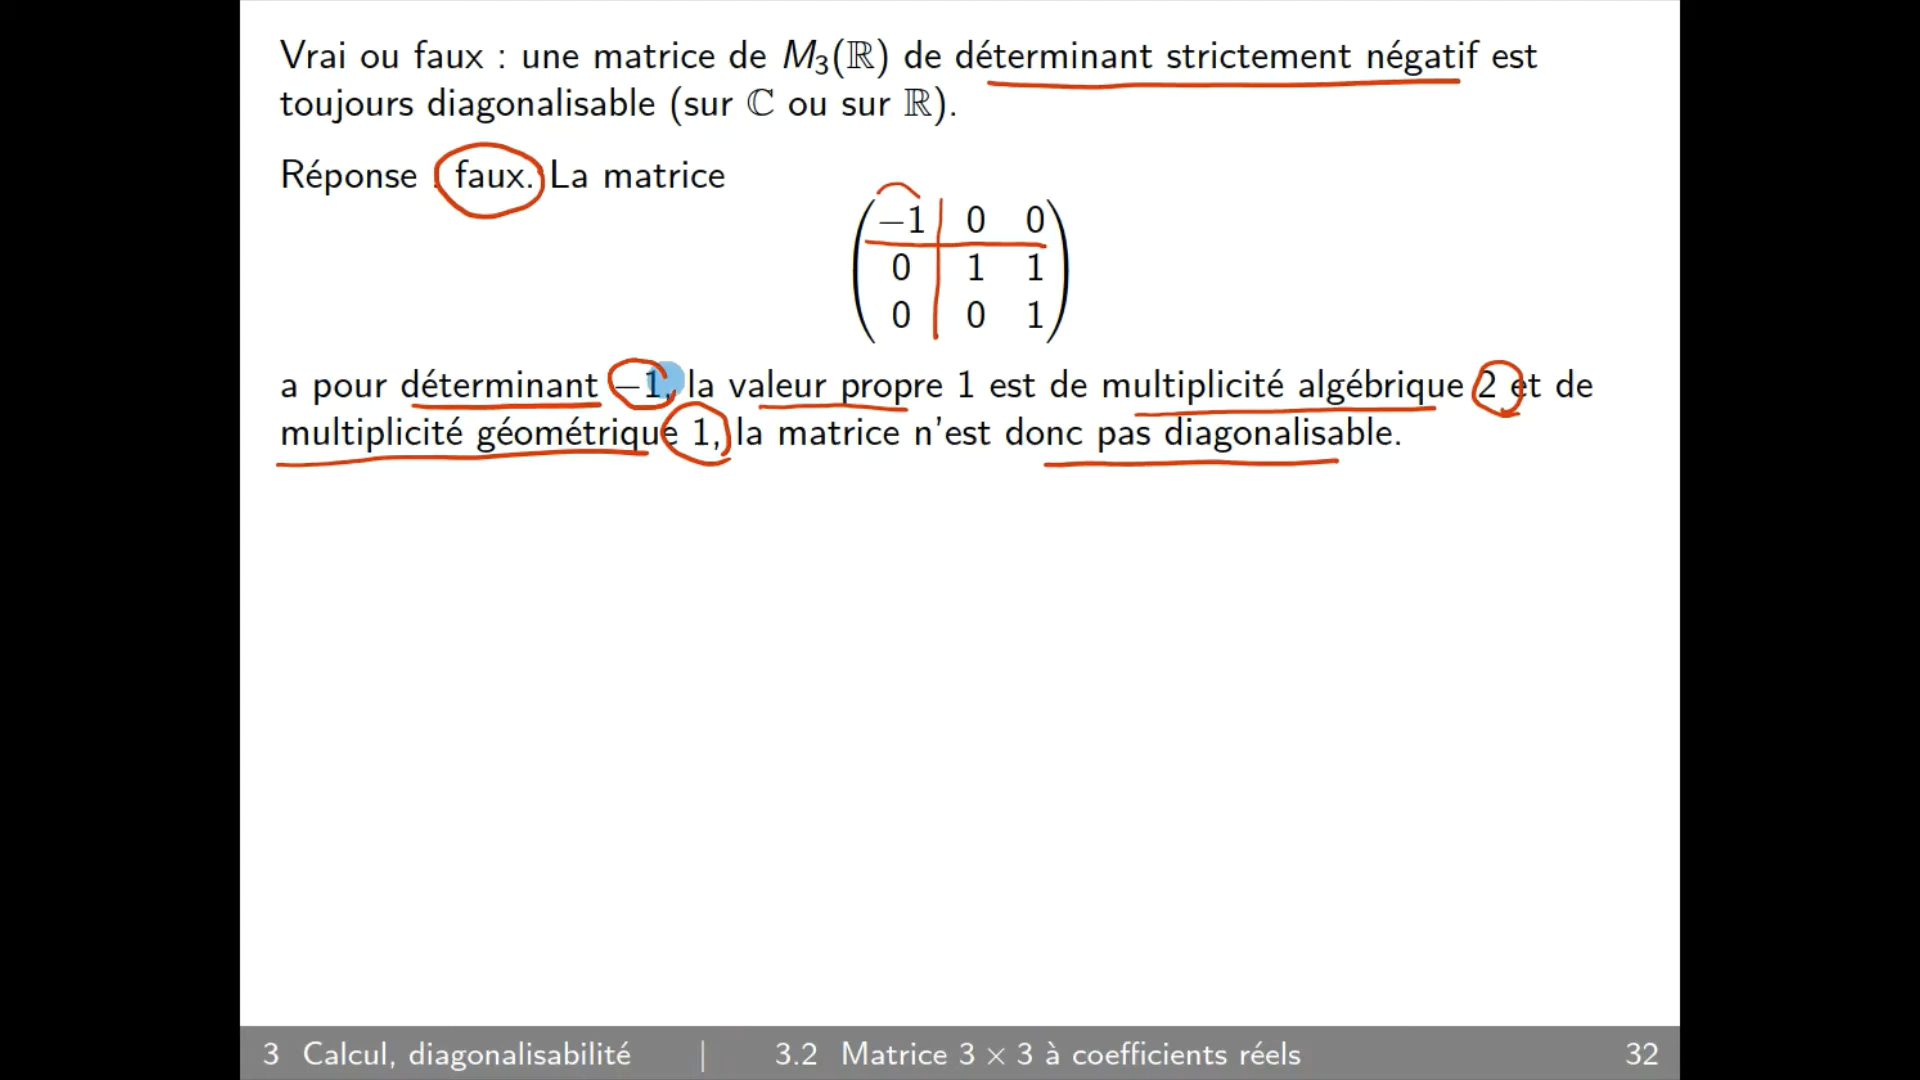 Vrai ou faux : une matrice de M₃(ℝ) de déterminant strictement négatif est
toujours diagonalisable (sur ℂ ou sur ℝ).
Réponse : faux. La matrice
−1 0 0
0 1 1
0 0 1
a pour déterminant −1, la valeur propre 1 est de multiplicité algébrique 2 et de
multiplicité géométrique 1, la matrice n'est donc pas diagonalisable.
3 Calcul, diagonalisabilité | 3.2 Matrice 3 × 3 à coefficients réels 32